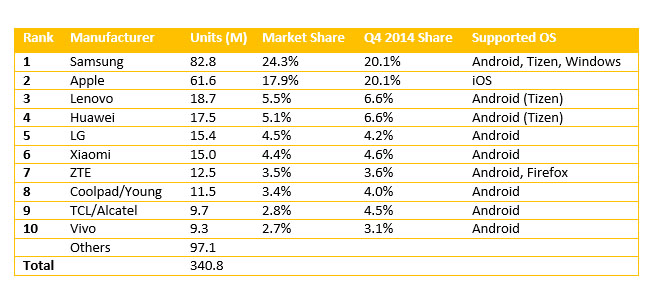 Rank Manufacturer Units (M) Market Share Q4 2014 Share Supported OS
1 Samsung 82.8 24.3% 20.1% Android, Tizen, Windows
2 Apple 61.6 17.9% 20.1% iOS
3 Lenovo 18.7 5.5% 6.6% Android (Tizen)
4 Huawei 17.5 5.1% 6.6% Android (Tizen)
5 LG 15.4 4.5% 4.2% Android
6 Xiaomi 15.0 4.4% 4.6% Android
7 ZTE 12.5 3.5% 3.6% Android, Firefox
8 Coolpad/Young 11.5 3.4% 4.0% Android
9 TCL/Alcatel 9.7 2.8% 4.5% Android
10 Vivo 9.3 2.7% 3.1% Android
Others 97.1
Total 340.8